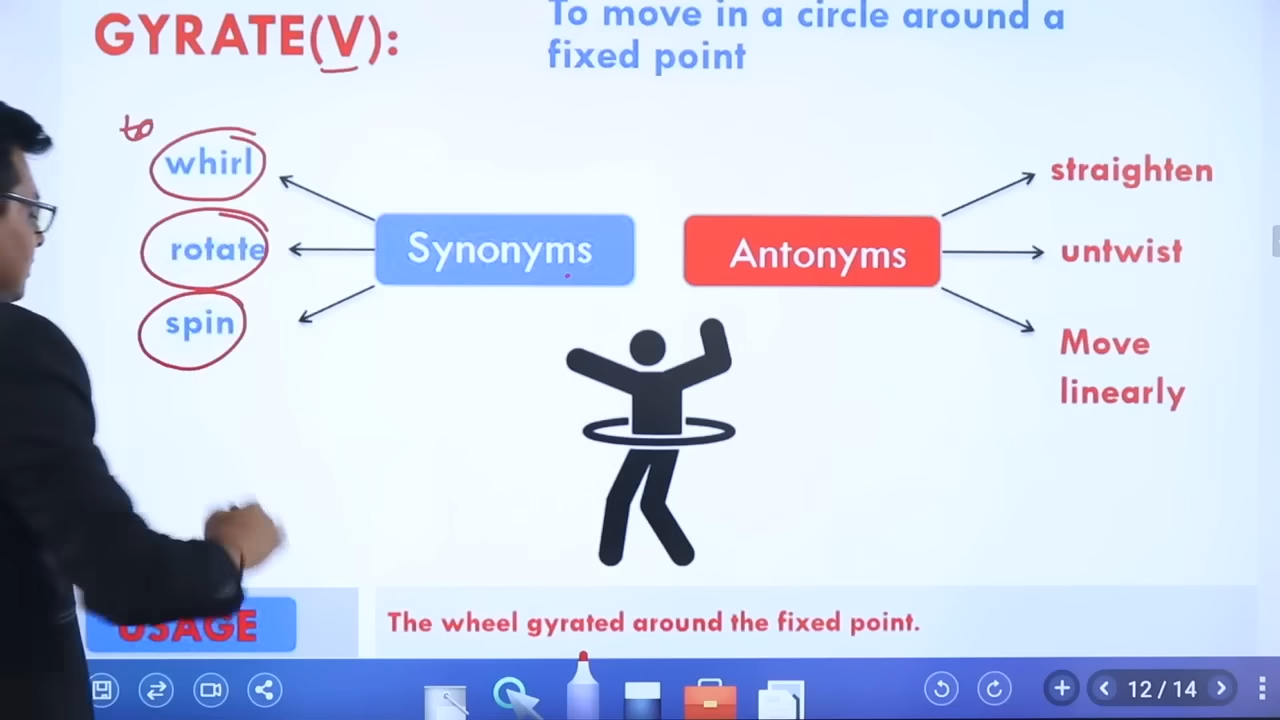 GYRATE(V):
To move in a circle around a
fixed point
to
whirl
rotate
spin
Synonyms
Antonyms
straighten
untwist
Move
linearly
USAGE
The wheel gyrated around the fixed point.
12 / 14